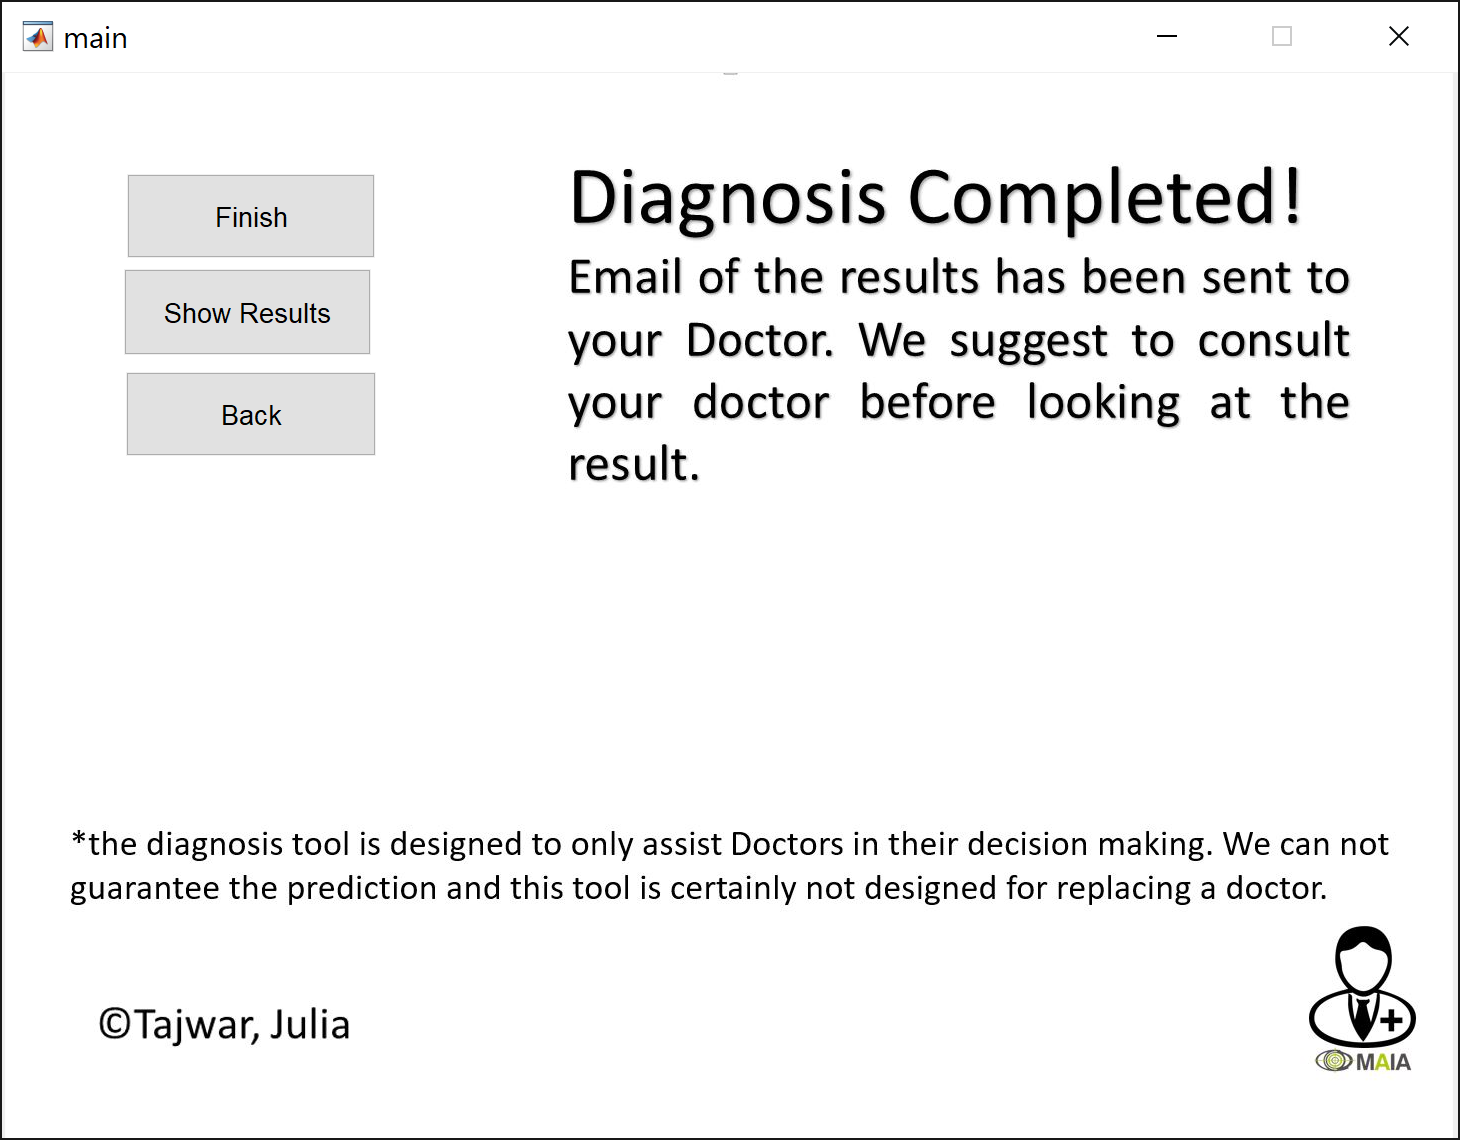 main
Finish
Show Results
Back
Diagnosis Completed!
Email of the results has been sent to
your Doctor. We suggest to consult
your doctor before looking at the
result.
*the diagnosis tool is designed to only assist Doctors in their decision making. We can not
guarantee the prediction and this tool is certainly not designed for replacing a doctor.
©Tajwar, Julia
MAIA